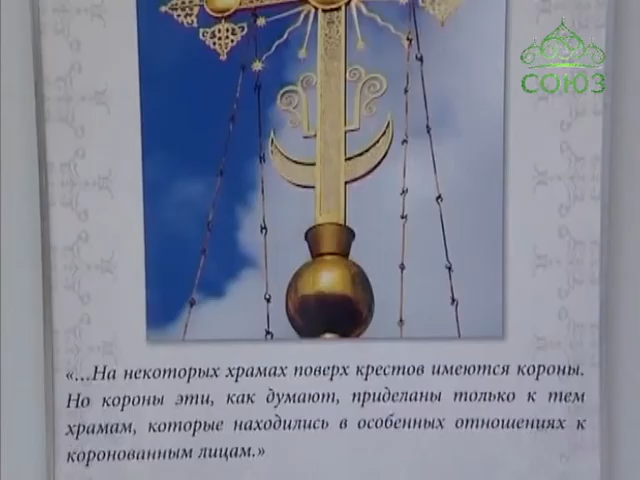 СОЮЗ
«...На некоторых храмах поверх крестов имеются короны.
Но короны эти, как думают, приделаны только к тем
храмам, которые находились в особенных отношениях к
коронованным лицам.»